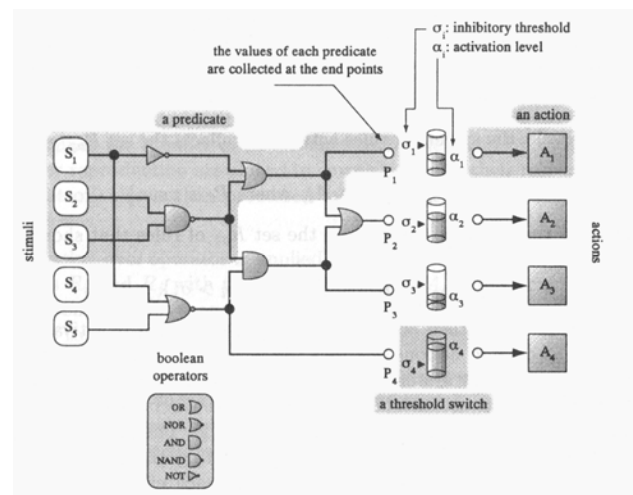 σi: inhibitory threshold
αi: activation level
the values of each predicate
are collected at the end points
a predicate
an action
S1
σ1
α1
A1
P1
S2
σ2
α2
A2
P2
S3
S4
σ3
α3
A3
P3
S5
σ4
α4
A4
P4
stimuli
actions
boolean
operators
a threshold switch
OR
NOR
AND
NAND
NOT